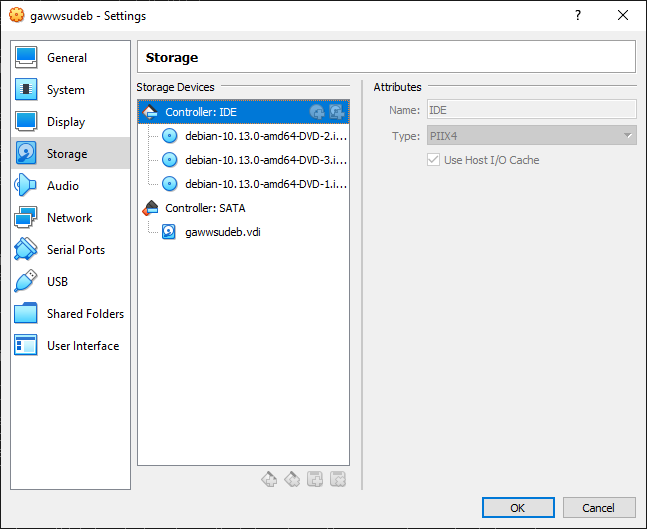 gawwsudeb - Settings
?
General
System
Display
Storage
Audio
Network
Serial Ports
USB
Shared Folders
User Interface
Storage
Storage Devices
Controller: IDE
debian-10.13.0-amd64-DVD-2.i...
debian-10.13.0-amd64-DVD-3.i...
debian-10.13.0-amd64-DVD-1.i...
Controller: SATA
gawwsudeb.vdi
Attributes
Name: IDE
Type: PIIX4
Use Host I/O Cache
OK
Cancel